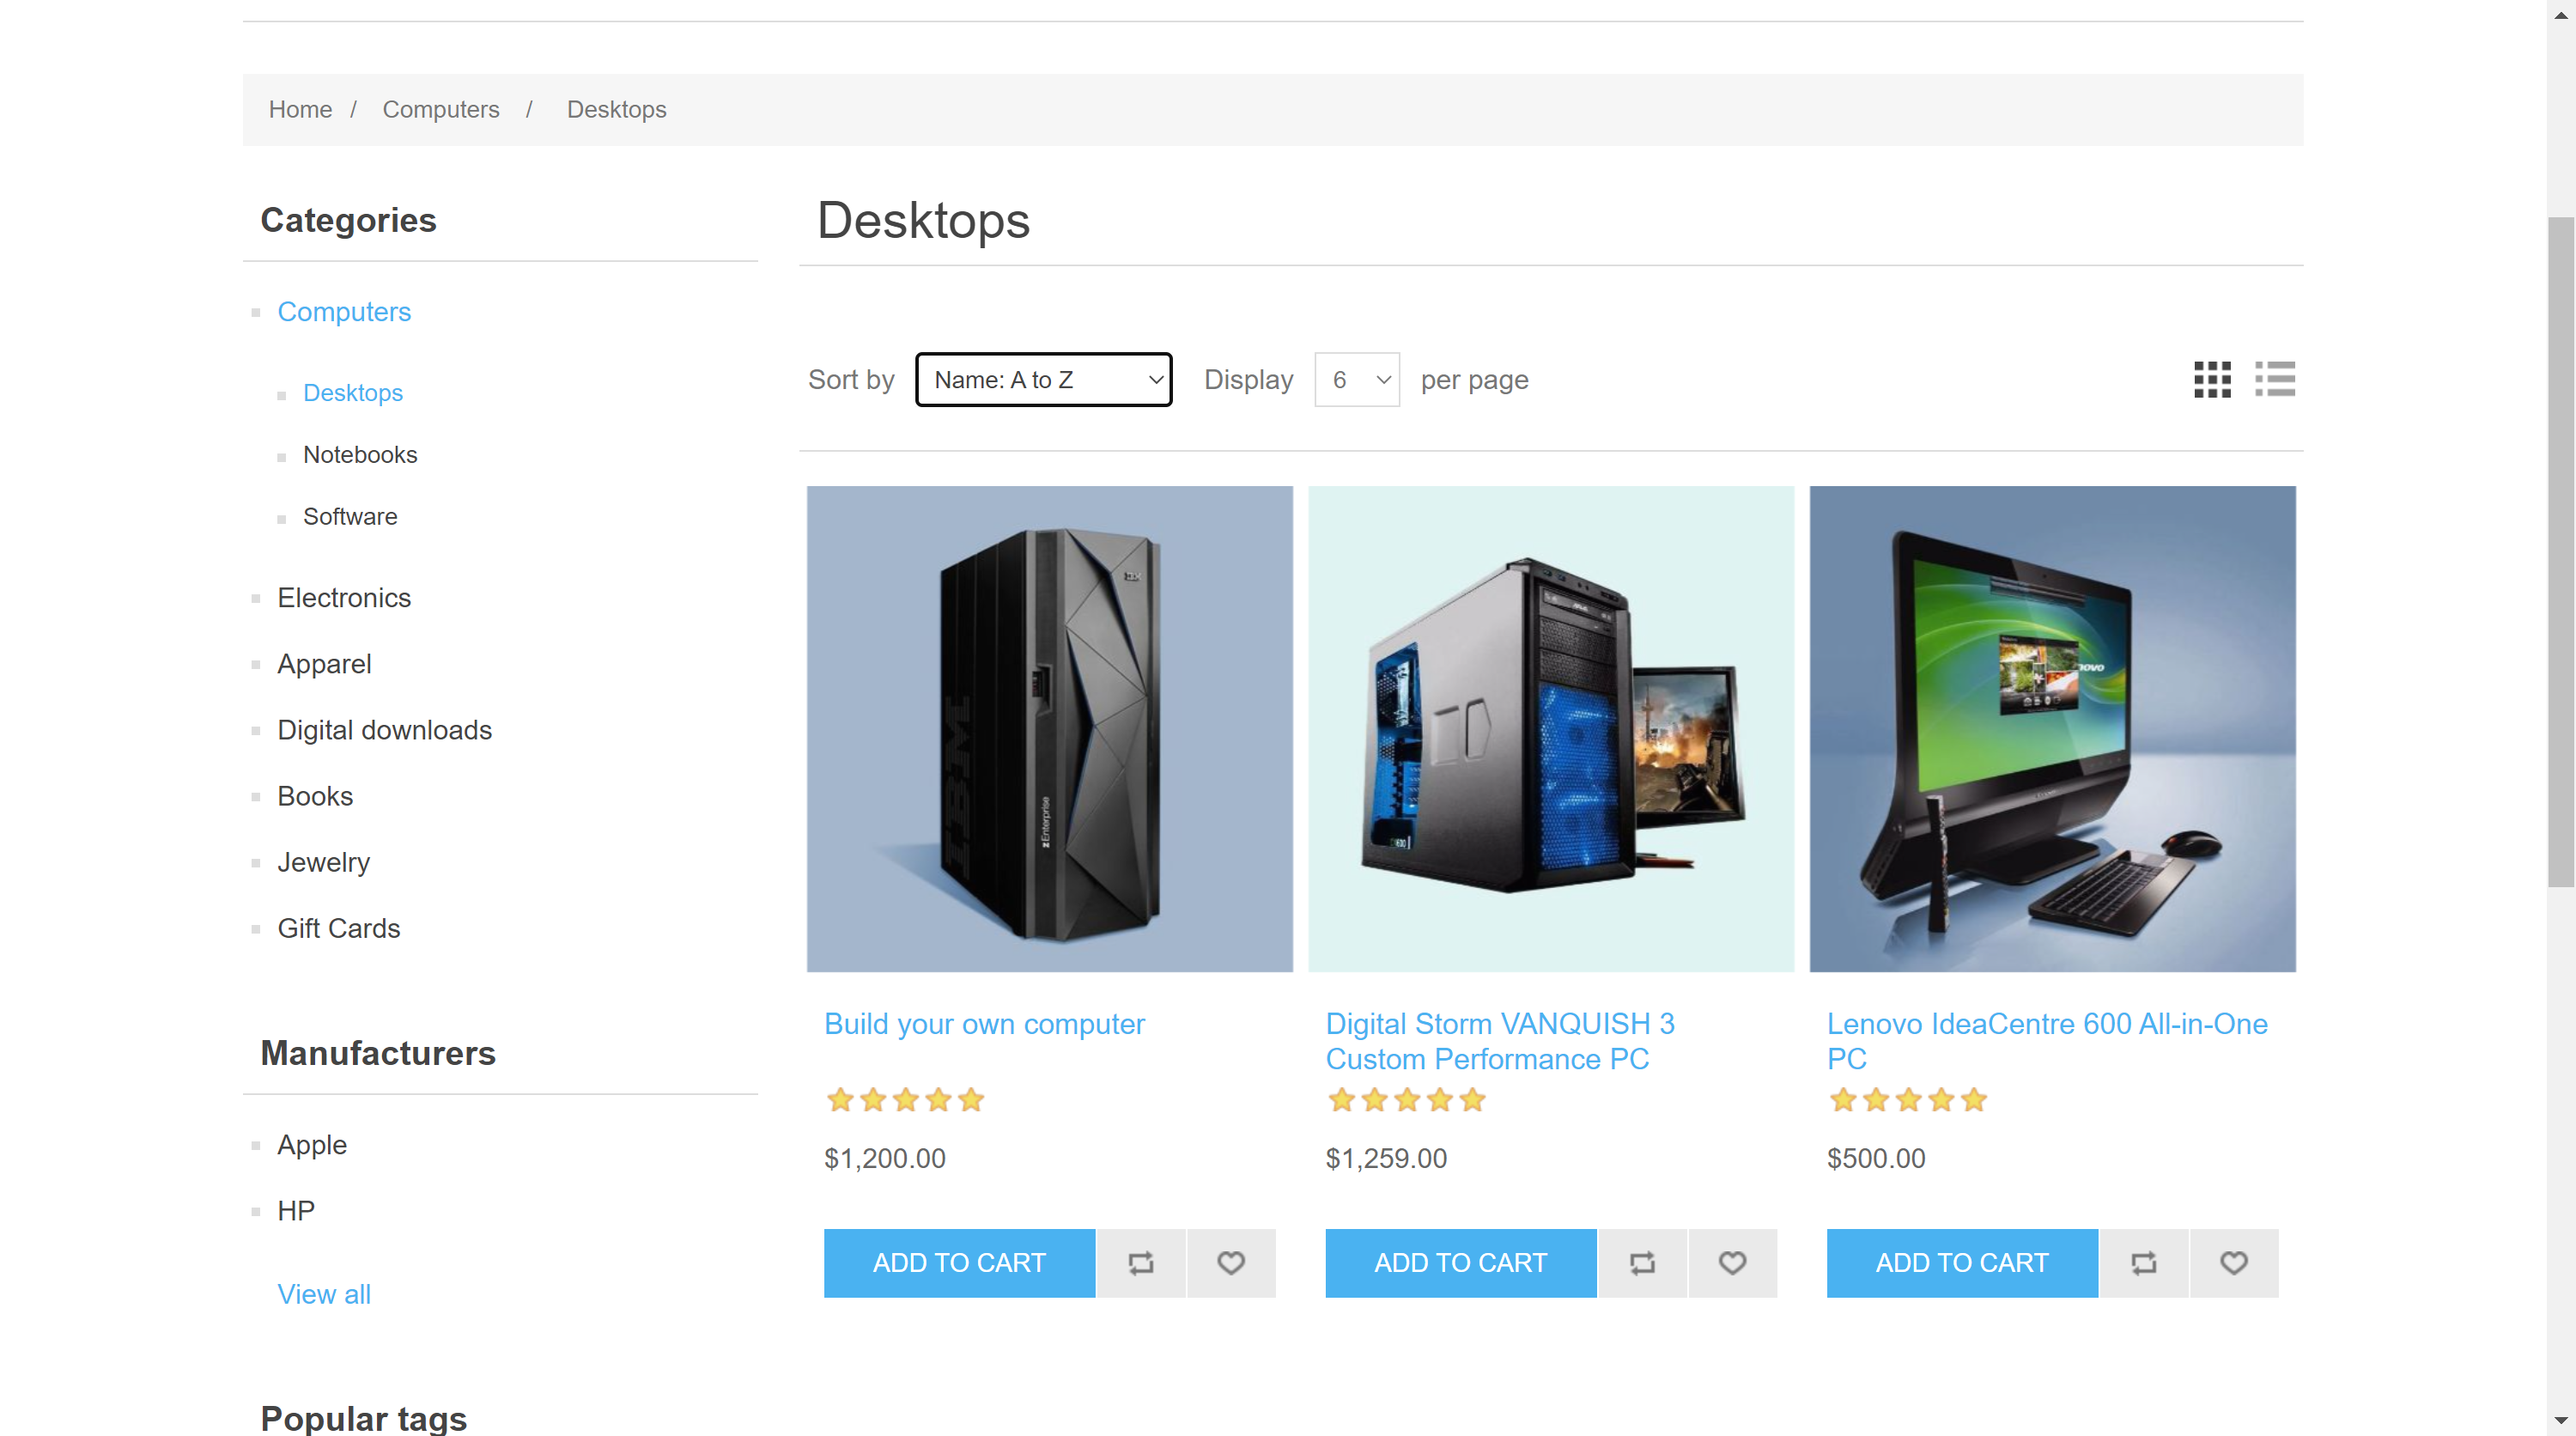 Home / Computers / Desktops
Categories
Computers
Desktops
Notebooks
Software
Electronics
Apparel
Digital downloads
Books
Jewelry
Gift Cards
Manufacturers
Apple
HP
View all
Popular tags
Desktops
Sort by Name: A to Z Display 6 per page
IBM
zEnterprise
Build your own computer
$1,200.00
ADD TO CART
Digital Storm VANQUISH 3
Custom Performance PC
$1,259.00
ADD TO CART
Lenovo IdeaCentre 600 All-in-One
PC
$500.00
ADD TO CART